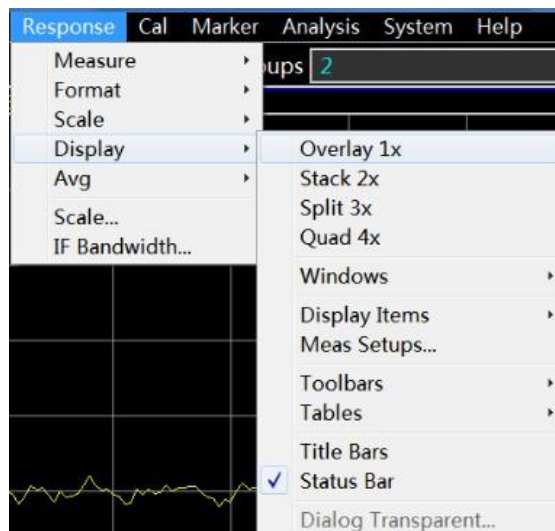 Response Cal Marker Analysis System Help
ups 2
Measure
Format
Scale
Display
Avg
Scale...
IF Bandwidth...
Overlay 1x
Stack 2x
Split 3x
Quad 4x
Windows
Display Items
Meas Setups...
Toolbars
Tables
Title Bars
Status Bar
Dialog Transparent...